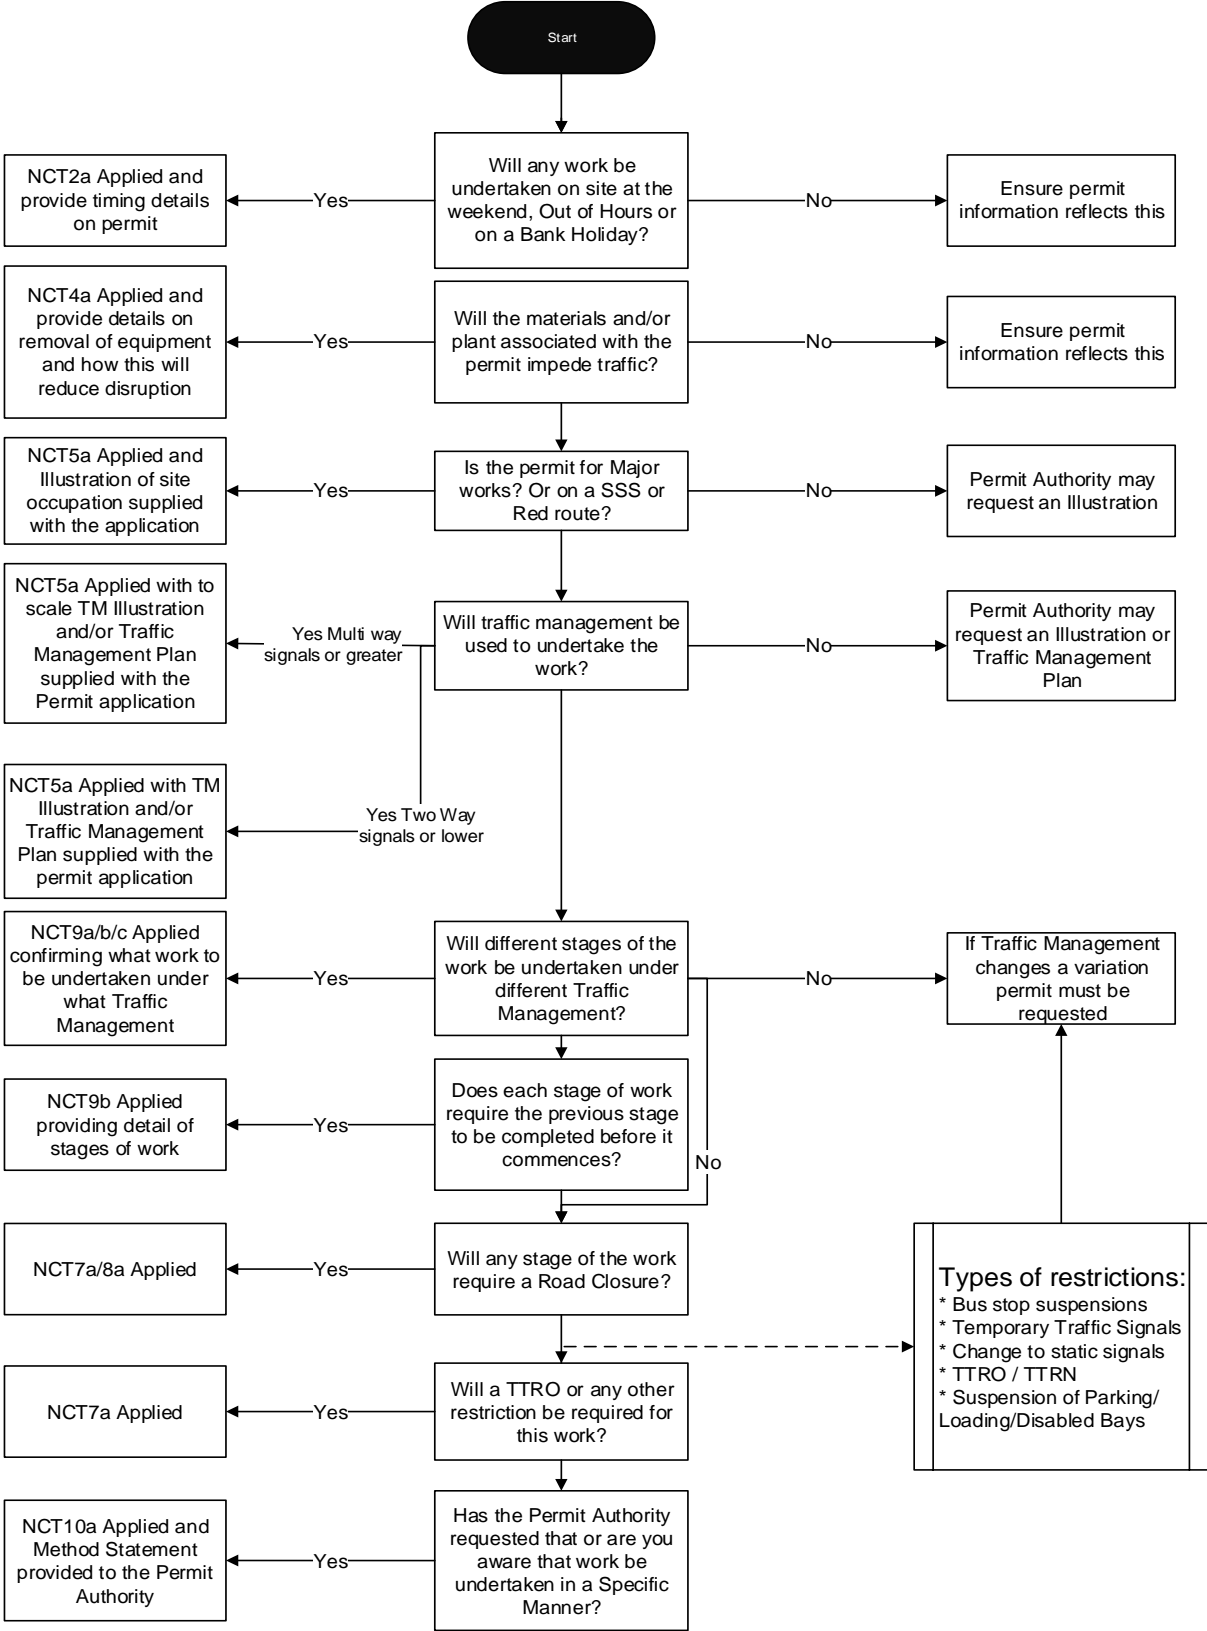 Start
Will any work be
undertaken on site at the
weekend, Out of Hours or
on a Bank Holiday?
Yes
NCT2a Applied and
provide timing details
on permit
No
Ensure permit
information reflects this
Will the materials and/or
plant associated with the
permit impede traffic?
Yes
NCT4a Applied and
provide details on
removal of equipment
and how this will
reduce disruption
No
Ensure permit
information reflects this
Is the permit for Major
works? Or on a SSS or
Red route?
Yes
NCT5a Applied and
Illustration of site
occupation supplied
with the application
No
Permit Authority may
request an Illustration
Will traffic management be
used to undertake the
work?
Yes Multi way
signals or greater
NCT5a Applied with to
scale TM Illustration
and/or Traffic
Management Plan
supplied with the
Permit application
No
Permit Authority may
request an Illustration or
Traffic Management
Plan
Yes Two Way
signals or lower
NCT5a Applied with TM
Illustration and/or
Traffic Management
Plan supplied with the
permit application
Will different stages of the
work be undertaken under
different Traffic
Management?
Yes
NCT9a/b/c Applied
confirming what work to
be undertaken under
what Traffic
Management
No
If Traffic Management
changes a variation
permit must be
requested
Does each stage of work
require the previous stage
to be completed before it
commences?
Yes
NCT9b Applied
providing detail of
stages of work
No
Will any stage of the work
require a Road Closure?
Yes
NCT7a/8a Applied
Types of restrictions:
* Bus stop suspensions
* Temporary Traffic Signals
* Change to static signals
* TTRO / TTRN
* Suspension of Parking/
Loading/Disabled Bays
Will a TTRO or any other
restriction be required for
this work?
Yes
NCT7a Applied
Has the Permit Authority
requested that or are you
aware that work be
undertaken in a Specific
Manner?
Yes
NCT10a Applied and
Method Statement
provided to the Permit
Authority